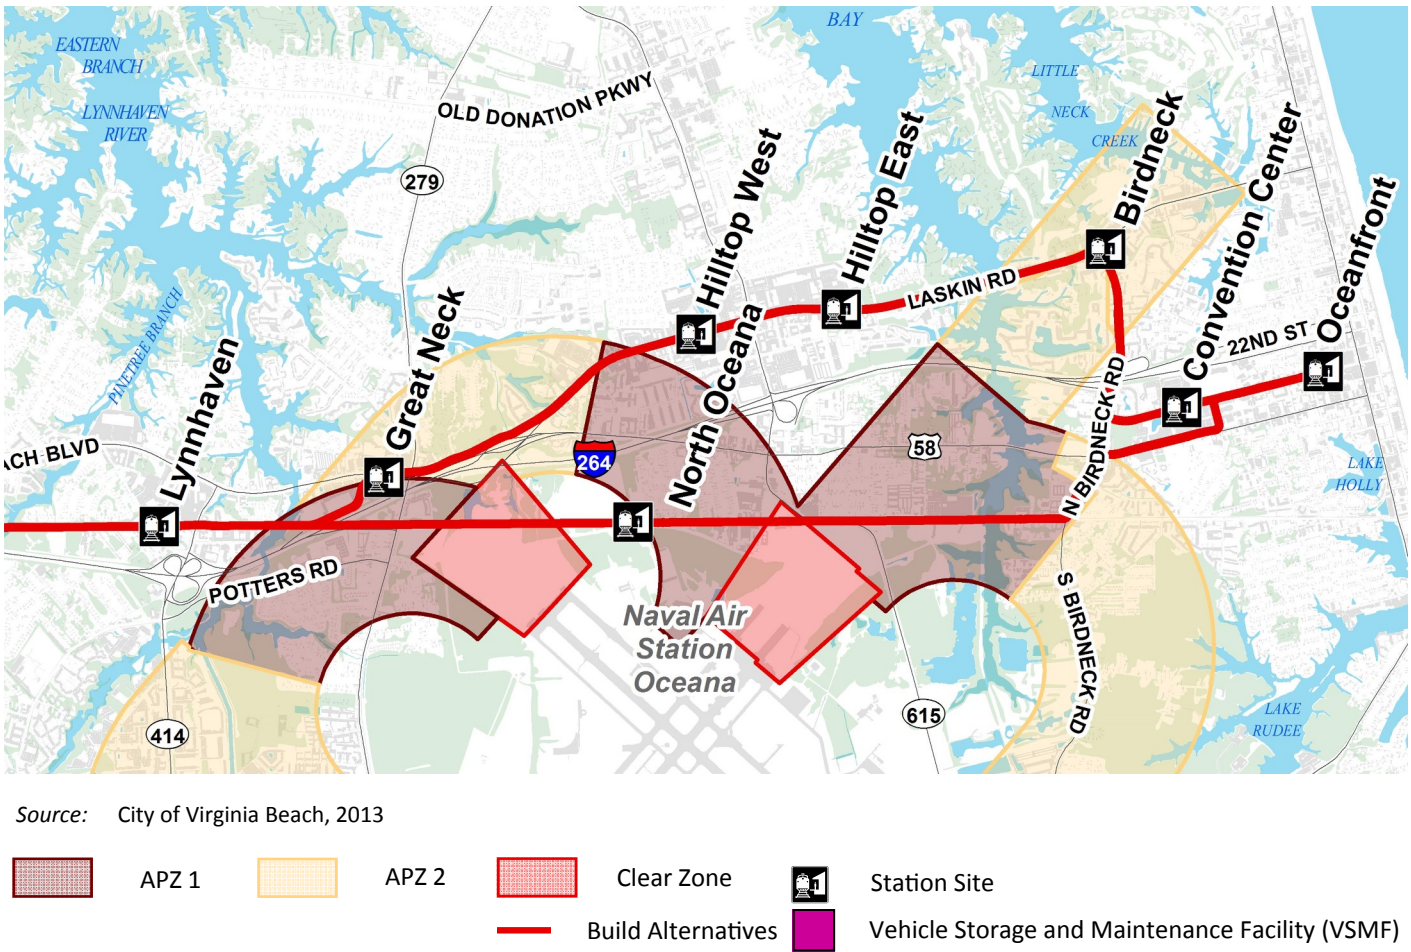 EASTERN
BRANCH
LYNNHAVEN
RIVER
BAY
LITTLE
NECK
CREEK
OLD DONATION PKWY
279
Hilltop West
Hilltop East
Birdneck
Convention Center
Oceanfront
LASKIN RD
22ND ST
PINETREE BRANCH
Lynnhaven
Great Neck
North Oceana
ACH BLVD
264
58
N BIRDNECK RD
LAKE
HOLLY
POTTERS RD
Naval Air
Station
Oceana
S BIRDNECK RD
414
615
LAKE
RUDEE
Source: City of Virginia Beach, 2013
APZ 1
APZ 2
Clear Zone
Station Site
Build Alternatives
Vehicle Storage and Maintenance Facility (VSMF)